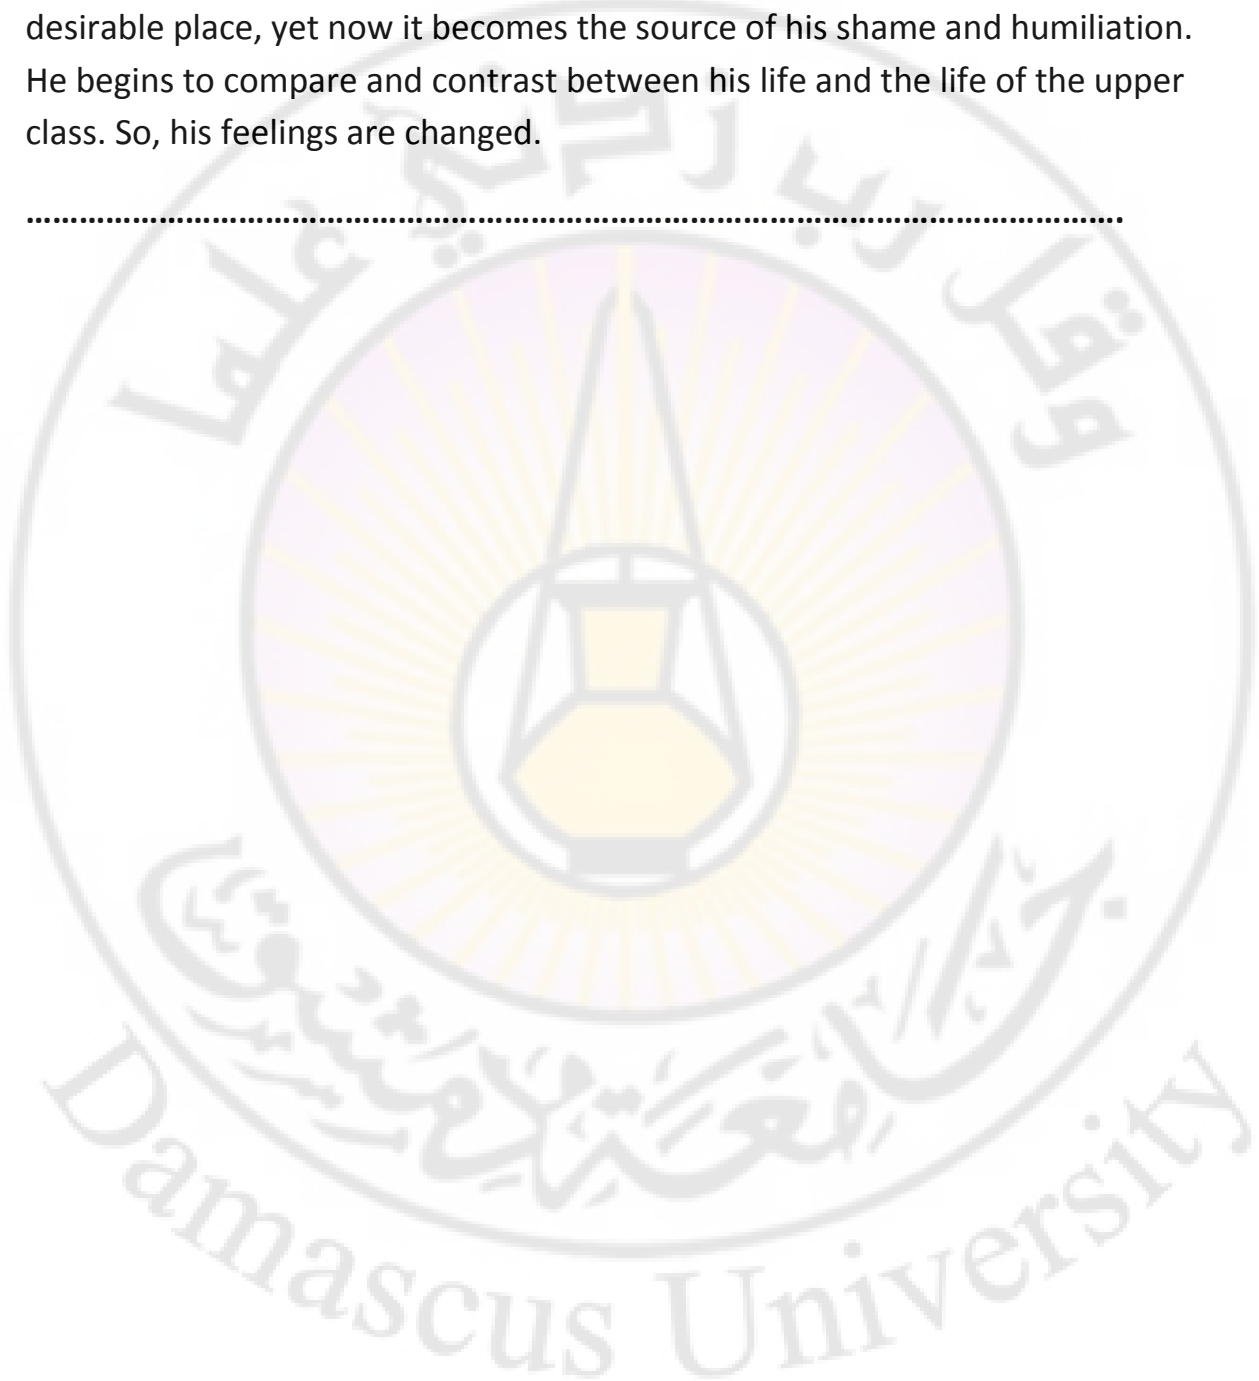 desirable place, yet now it becomes the source of his shame and humiliation.
He begins to compare and contrast between his life and the life of the upper
class. So, his feelings are changed.
........................................................................................................
وقل رب زدني علما
جامعة دمشق
Damascus University